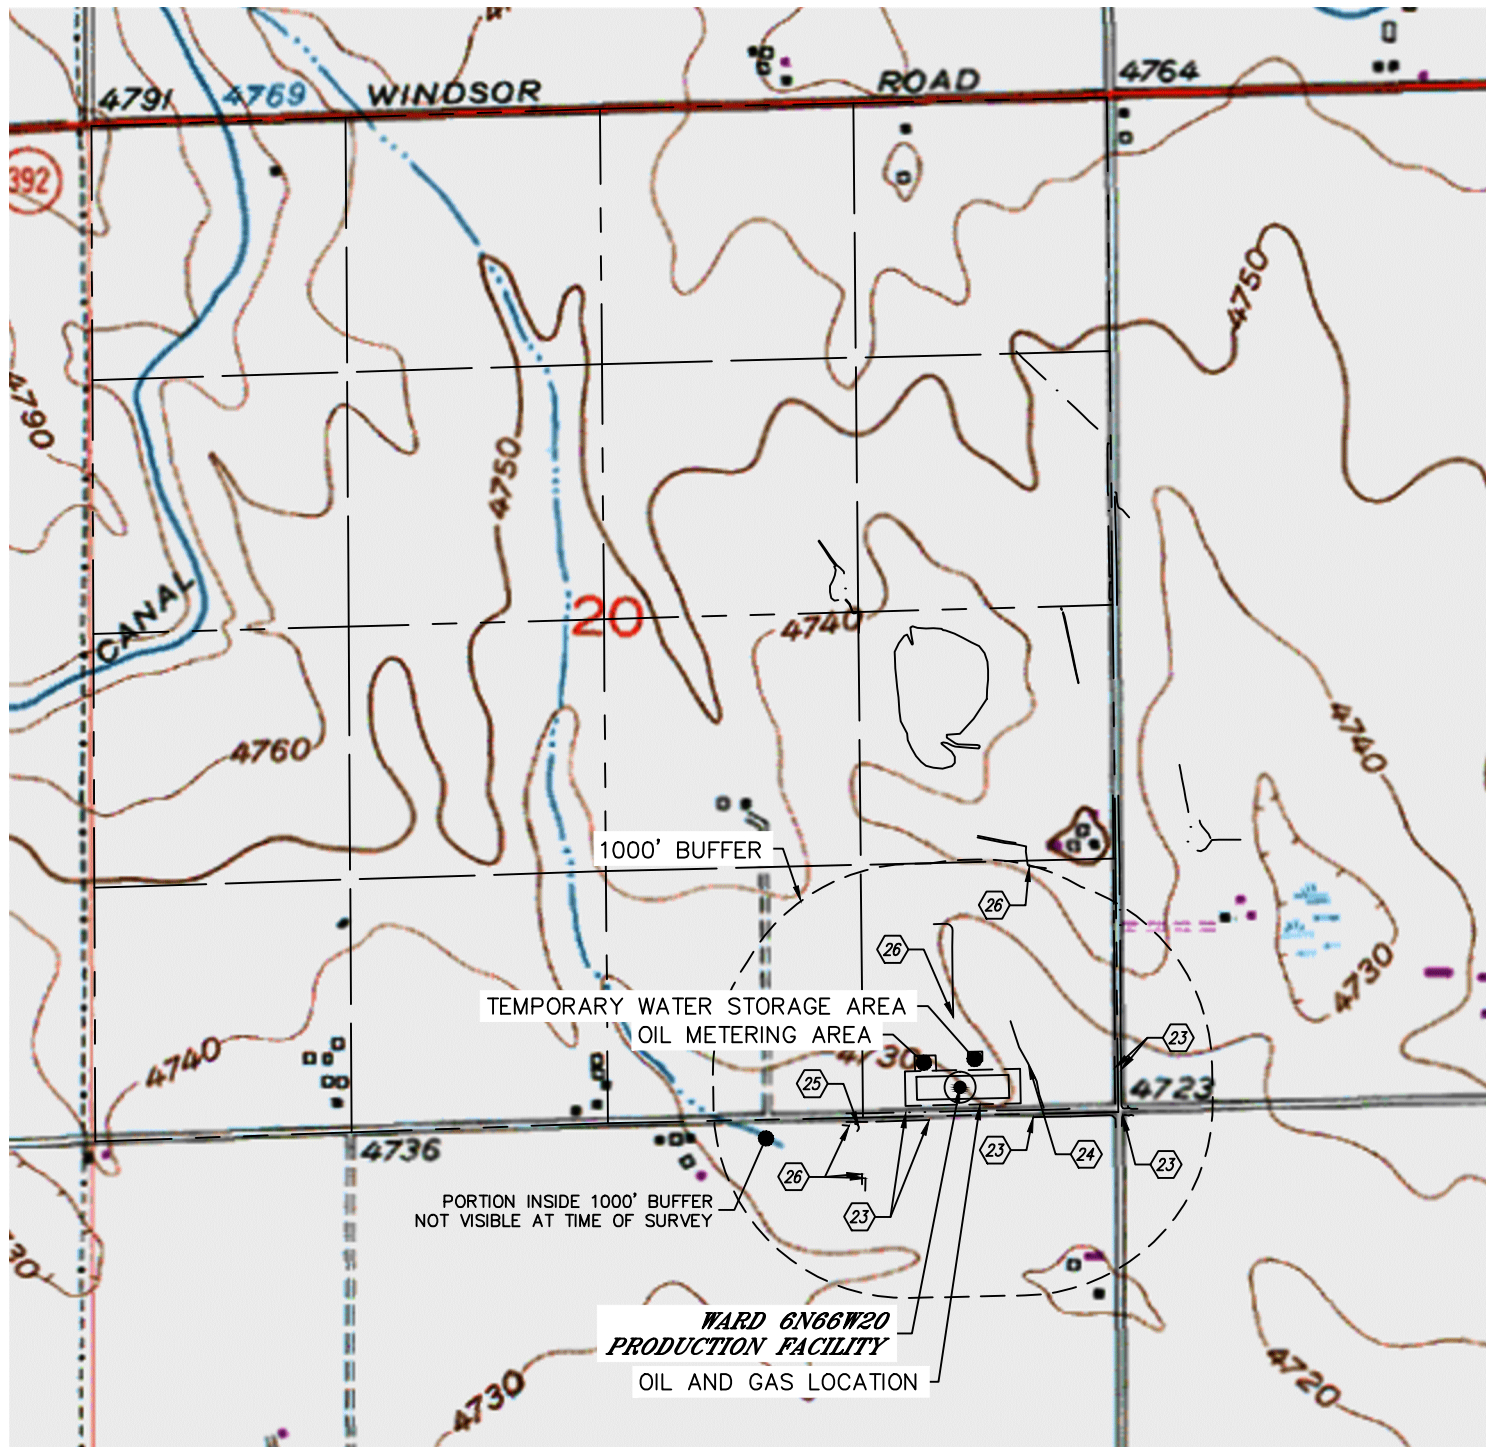 4791
4769
WINDSOR
ROAD
4764
392
4750
4790
4750
20
CANAL
4740
4740
4760
1000' BUFFER
26
26
4730
TEMPORARY WATER STORAGE AREA
OIL METERING AREA
4730
23
4740
25
4723
4736
23
24
23
26
PORTION INSIDE 1000' BUFFER
NOT VISIBLE AT TIME OF SURVEY
23
WARD 6N66W20
PRODUCTION FACILITY
OIL AND GAS LOCATION
4730
4720